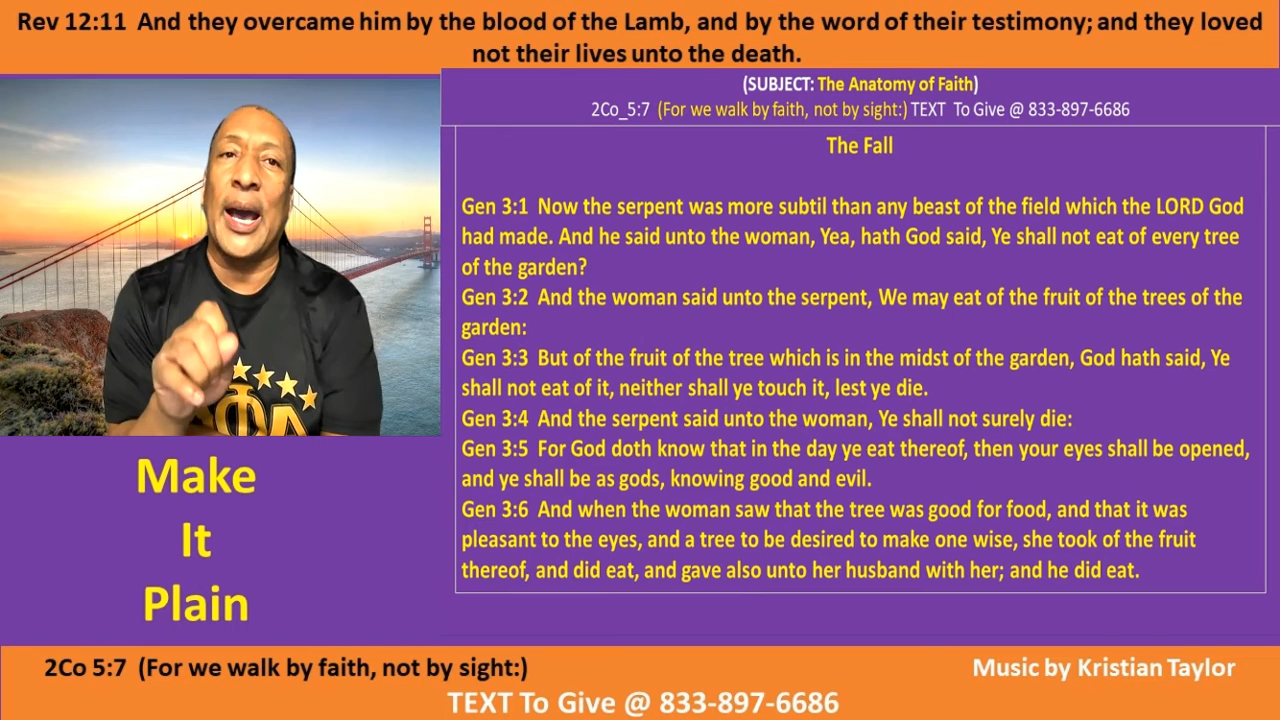 Rev 12:11 And they overcame him by the blood of the Lamb, and by the word of their testimony; and they loved
not their lives unto the death.
(SUBJECT: The Anatomy of Faith)
2Co_5:7 (For we walk by faith, not by sight:) TEXT To Give @ 833-897-6686
The Fall
Gen 3:1 Now the serpent was more subtil than any beast of the field which the LORD God
had made. And he said unto the woman, Yea, hath God said, Ye shall not eat of every tree
of the garden?
Gen 3:2 And the woman said unto the serpent, We may eat of the fruit of the trees of the
garden:
Gen 3:3 But of the fruit of the tree which is in the midst of the garden, God hath said, Ye
shall not eat of it, neither shall ye touch it, lest ye die.
Gen 3:4 And the serpent said unto the woman, Ye shall not surely die:
Gen 3:5 For God doth know that in the day ye eat thereof, then your eyes shall be opened,
and ye shall be as gods, knowing good and evil.
Gen 3:6 And when the woman saw that the tree was good for food, and that it was
pleasant to the eyes, and a tree to be desired to make one wise, she took of the fruit
thereof, and did eat, and gave also unto her husband with her; and he did eat.
Make
It
Plain
2Co 5:7 (For we walk by faith, not by sight:)
Music by Kristian Taylor
TEXT To Give @ 833-897-6686